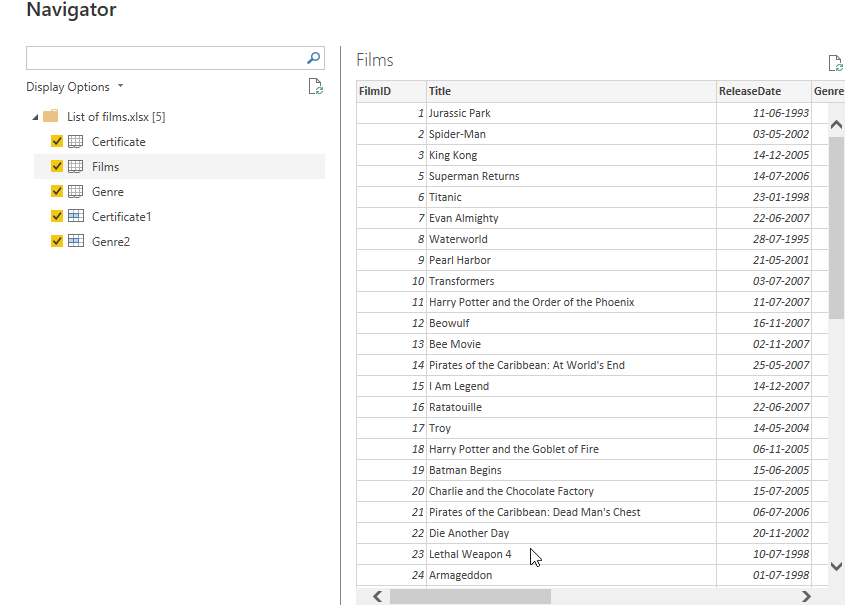 Navigator
Display Options
List of films.xlsx [5]
Certificate
Films
Genre
Certificate1
Genre2
Films
FilmID Title ReleaseDate Genre
1 Jurassic Park 11-06-1993
2 Spider-Man 03-05-2002
3 King Kong 14-12-2005
5 Superman Returns 14-07-2006
6 Titanic 23-01-1998
7 Evan Almighty 22-06-2007
8 Waterworld 28-07-1995
9 Pearl Harbor 21-05-2001
10 Transformers 03-07-2007
11 Harry Potter and the Order of the Phoenix 11-07-2007
12 Beowulf 16-11-2007
13 Bee Movie 02-11-2007
14 Pirates of the Caribbean: At World's End 25-05-2007
15 I Am Legend 14-12-2007
16 Ratatouille 22-06-2007
17 Troy 14-05-2004
18 Harry Potter and the Goblet of Fire 06-11-2005
19 Batman Begins 15-06-2005
20 Charlie and the Chocolate Factory 15-07-2005
21 Pirates of the Caribbean: Dead Man's Chest 06-07-2006
22 Die Another Day 20-11-2002
23 Lethal Weapon 4 10-07-1998
24 Armageddon 01-07-1998